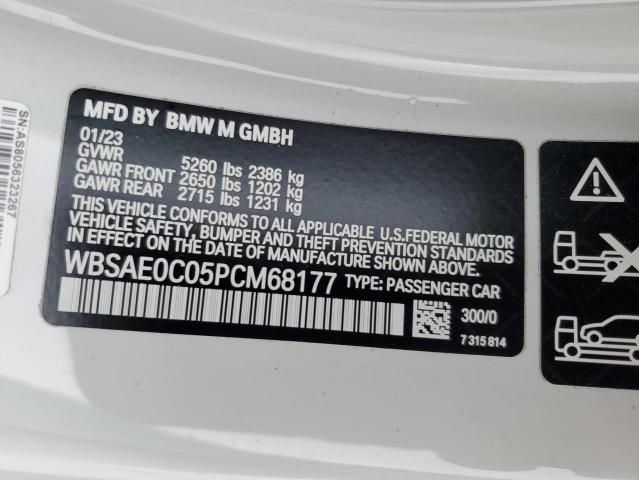 MFD BY BMW M GMBH
01/23
GVWR 5260 lbs 2386 kg
GAWR FRONT 2650 lbs 1202 kg
GAWR REAR 2715 lbs 1231 kg
THIS VEHICLE CONFORMS TO ALL APPLICABLE U.S.FEDERAL MOTOR
VEHICLE SAFETY, BUMPER, AND THEFT PREVENTION STANDARDS
IN EFFECT ON THE DATE OF MANUFACTURE SHOWN ABOVE.
WBSAE0C05PCM68177 TYPE: PASSENGER CAR
300/0
7 315 814
SN:AS8056323267